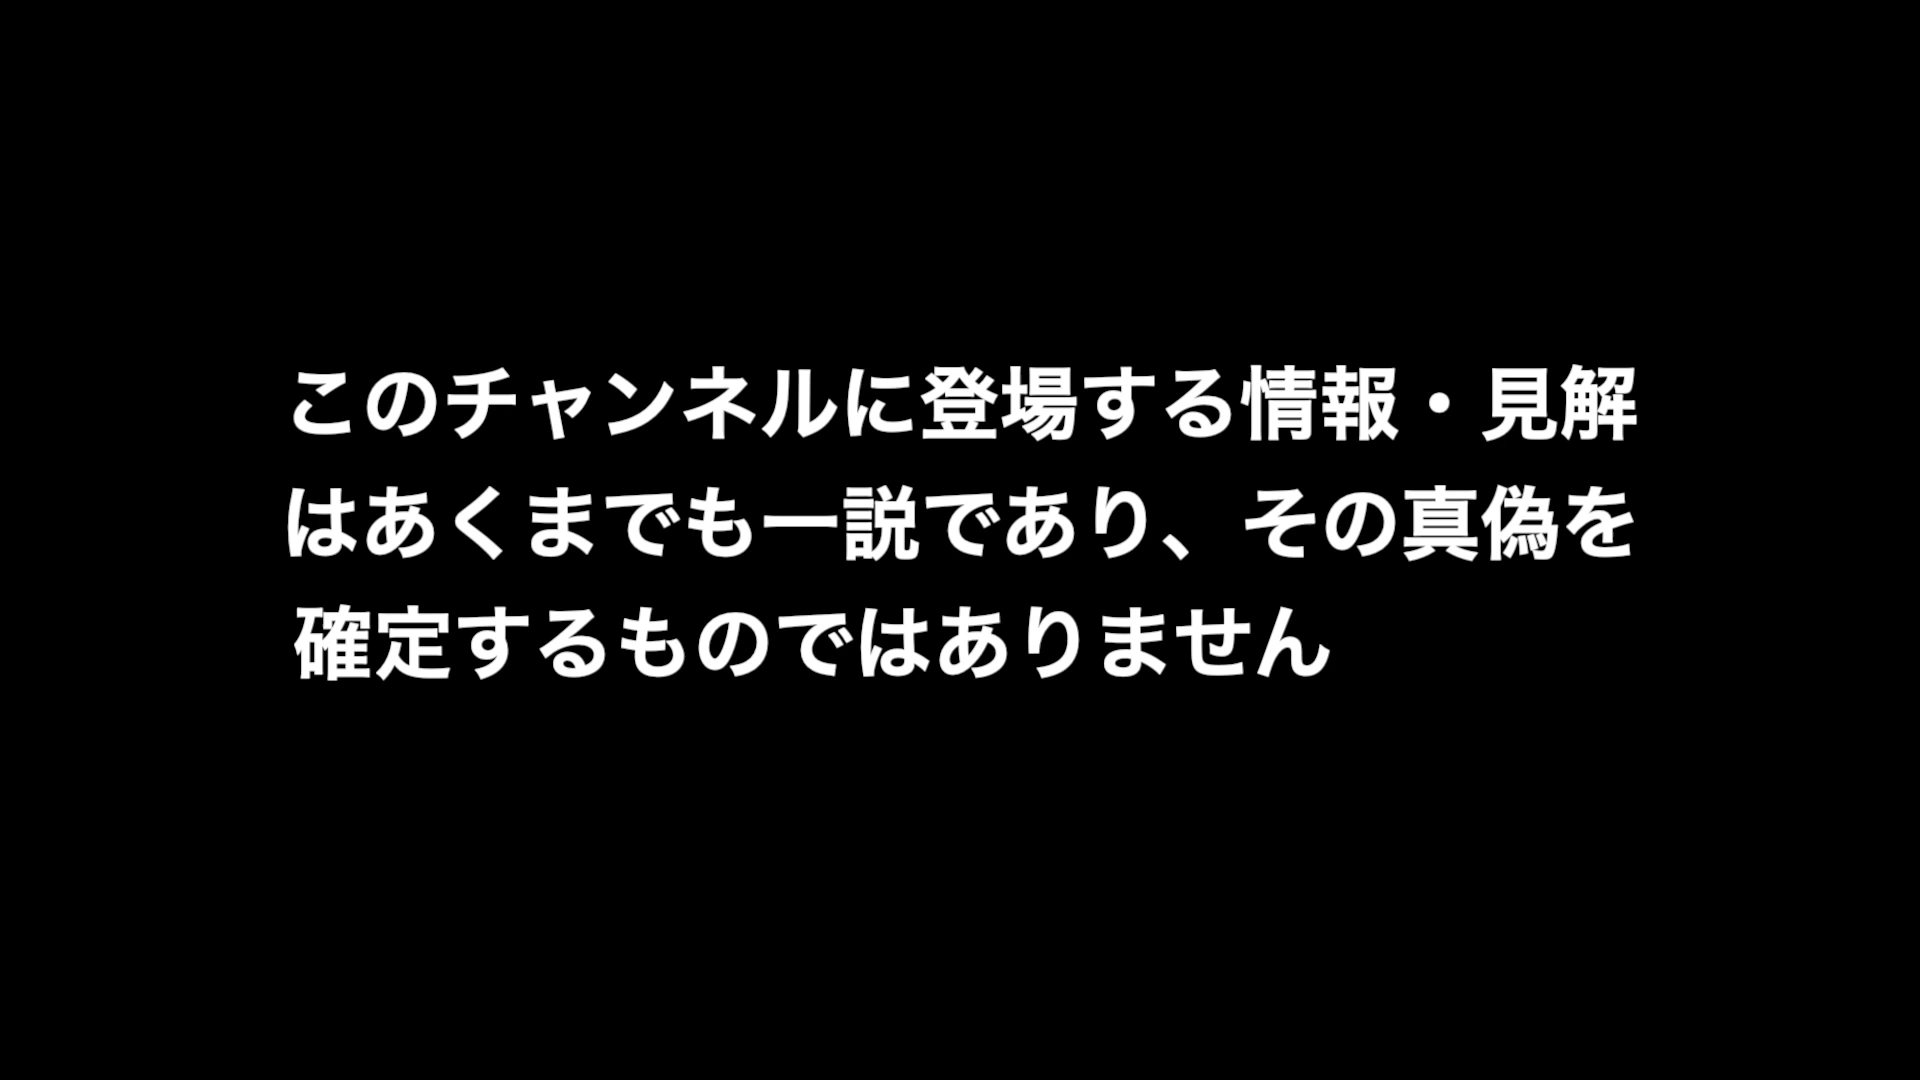 このチャンネルに登場する情報・見解
はあくまでも一説であり、その真偽を
確定するものではありません